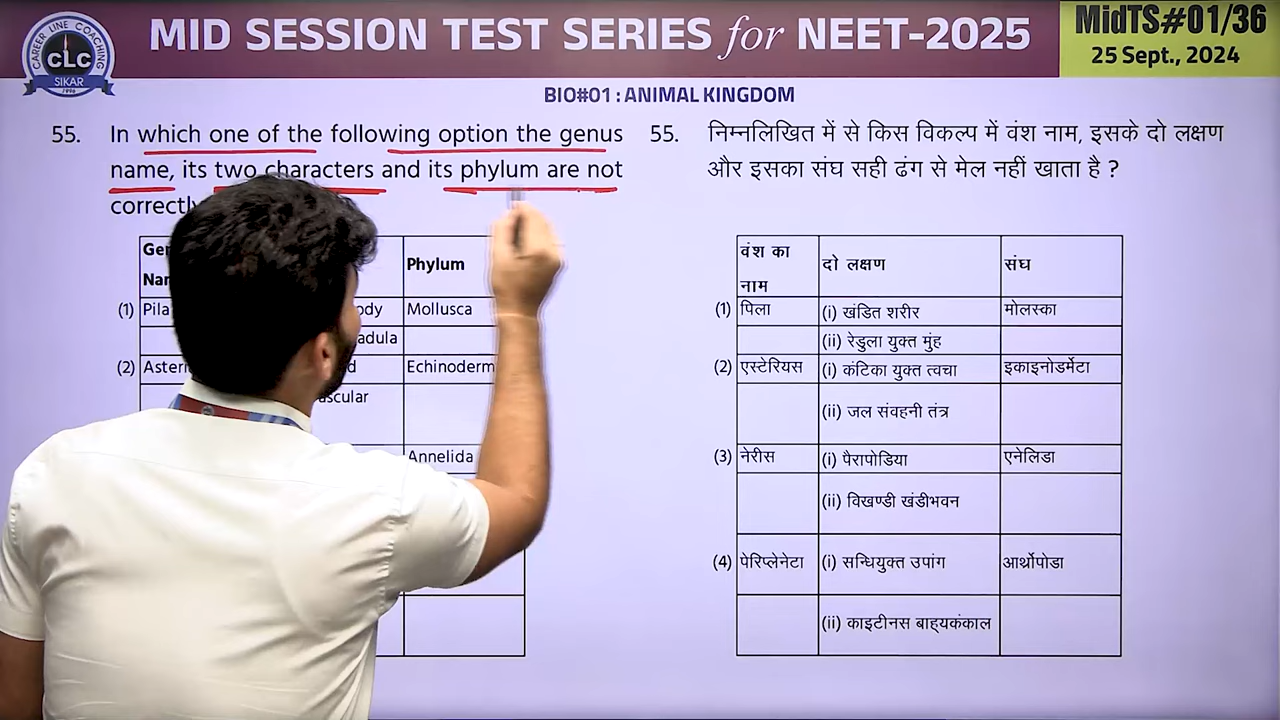 MID SESSION TEST SERIES for NEET-2025
MidTS#01/36
25 Sept., 2024
CAREER LINE COACHING
CLC
SIKAR
1996
BIO#01 : ANIMAL KINGDOM
55. In which one of the following option the genus
name, its two characters and its phylum are not
correctly
Phylum
(1) Pila
Mollusca
(2)
Echinoderm
Annelida
55. निम्नलिखित में से किस विकल्प में वंश नाम, इसके दो लक्षण
और इसका संघ सही ढंग से मेल नहीं खाता है ?
वंश का
नाम
दो लक्षण
संघ
(1) पिला (i) खंडित शरीर मोलस्का
(ii) रेडुला युक्त मुंह
(2) एस्टेरियस (i) कंटिका युक्त त्वचा इकाइनोडर्मेटा
(ii) जल संवहनी तंत्र
(3) नेरीस (i) पैरापोडिया एनेलिडा
(ii) विखण्डी खंडीभवन
(4) पेरिप्लेनेटा (i) सन्धियुक्त उपांग आर्थ्रोपोडा
(ii) काइटीनस बाह्यकंकाल